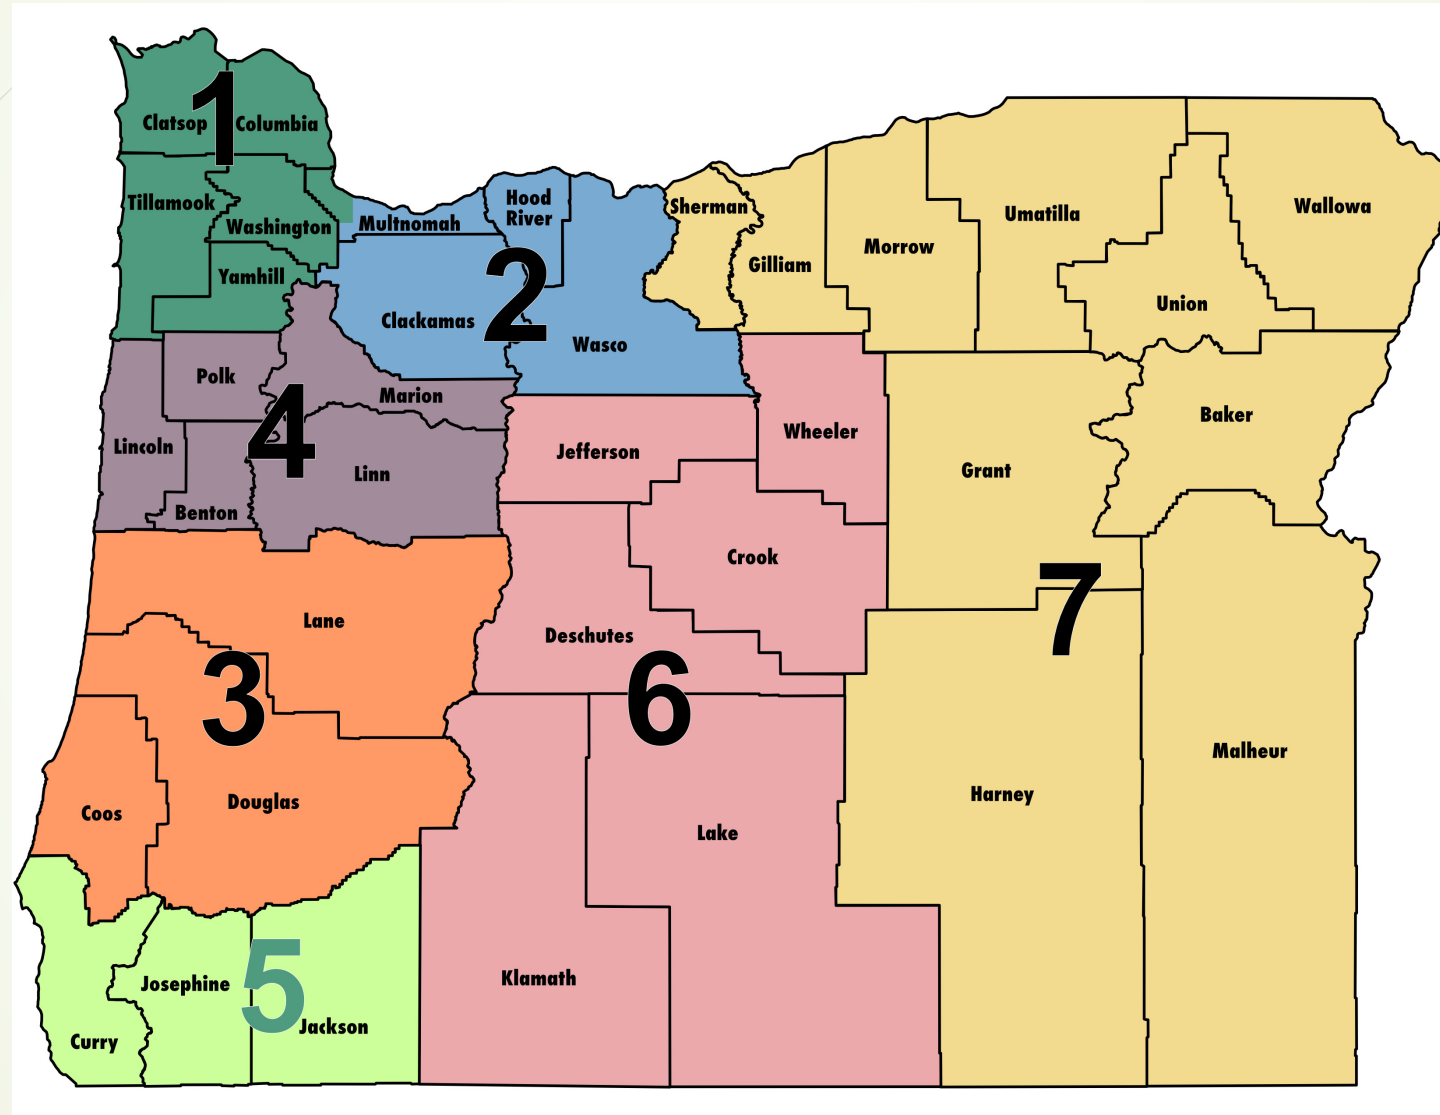 1
Clatsop
Columbia
Tillamook
Washington
Yamhill
Multnomah
Hood
River
2
Clackamas
Wasco
Sherman
Gilliam
Morrow
Umatilla
Union
Wallowa
Baker
Polk
Marion
4
Lincoln
Linn
Benton
Jefferson
Wheeler
Crook
Deschutes
6
Grant
7
Lane
3
Coos
Douglas
Klamath
Lake
Harney
Malheur
5
Josephine
Jackson
Curry